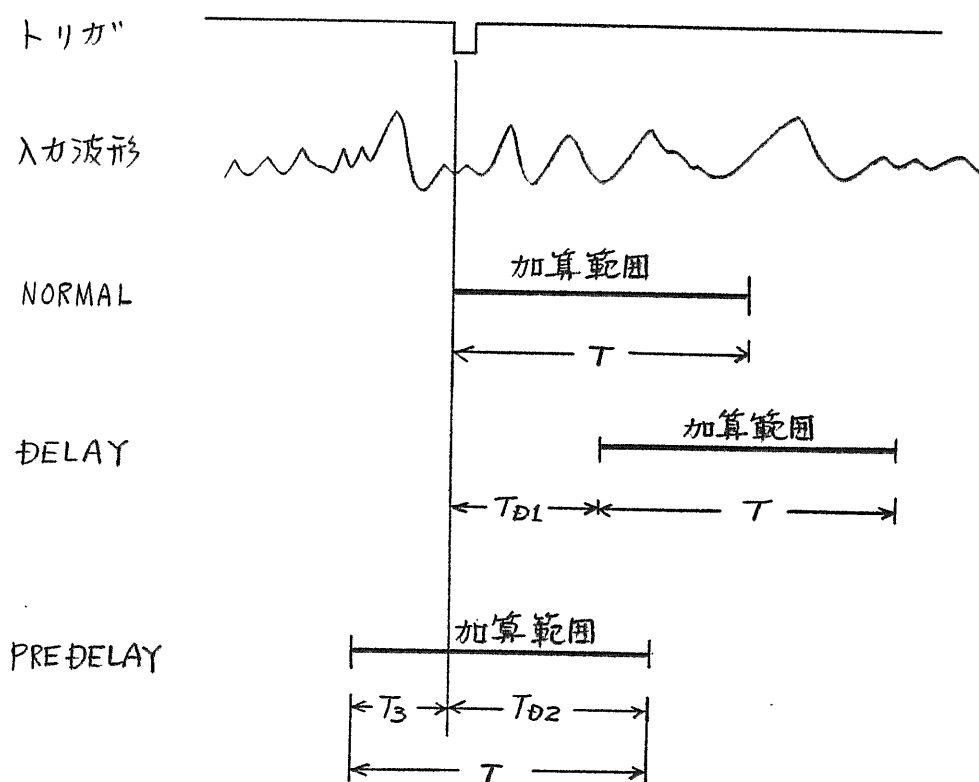 トリガ
入力波形
NORMAL
加算範囲
T
DELAY
加算範囲
TD1
T
PREDELAY
加算範囲
T3
TD2
T